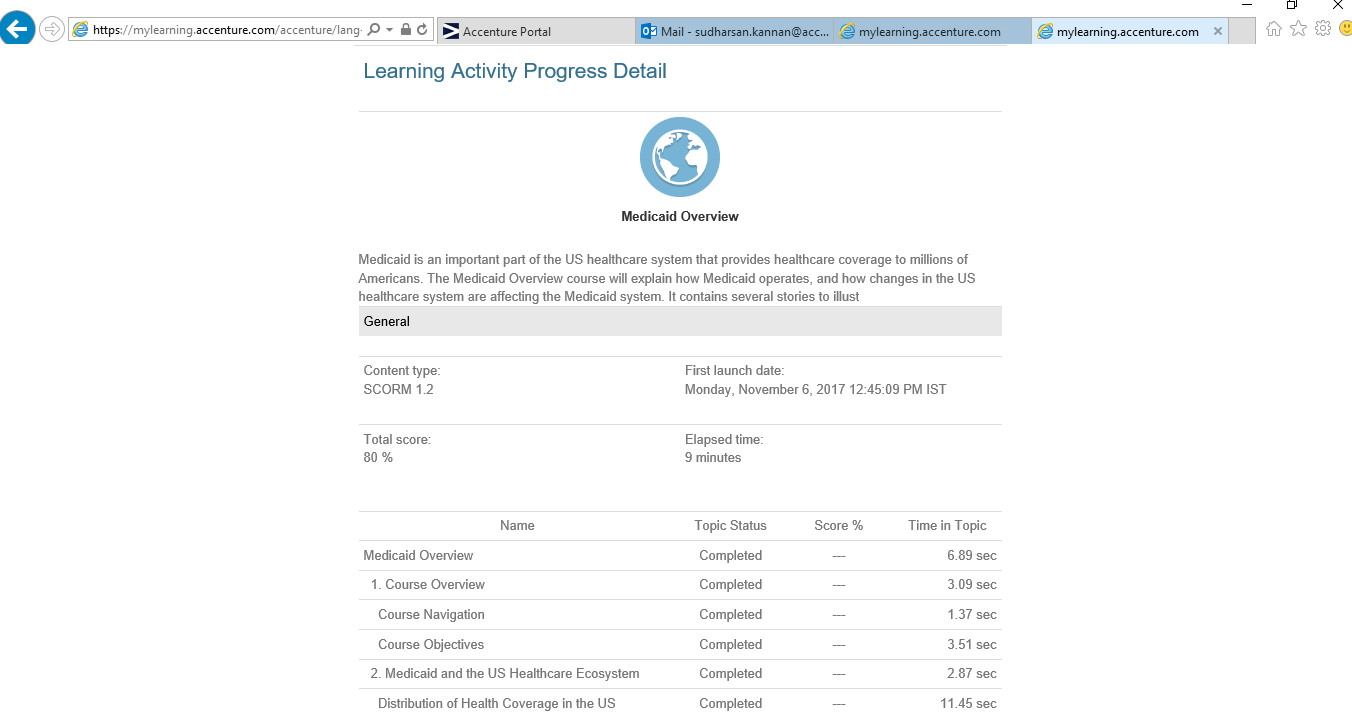 https://mylearning.accenture.com/accenture/lang- Accenture Portal Mail - sudharsan.kannan@acc... mylearning.accenture.com mylearning.accenture.com
Learning Activity Progress Detail
Medicaid Overview
Medicaid is an important part of the US healthcare system that provides healthcare coverage to millions of
Americans. The Medicaid Overview course will explain how Medicaid operates, and how changes in the US
healthcare system are affecting the Medicaid system. It contains several stories to illust
General
Content type: First launch date:
SCORM 1.2 Monday, November 6, 2017 12:45:09 PM IST
Total score: Elapsed time:
80 % 9 minutes
Name Topic Status Score % Time in Topic
Medicaid Overview Completed --- 6.89 sec
1. Course Overview Completed --- 3.09 sec
Course Navigation Completed --- 1.37 sec
Course Objectives Completed --- 3.51 sec
2. Medicaid and the US Healthcare Ecosystem Completed --- 2.87 sec
Distribution of Health Coverage in the US Completed --- 11.45 sec